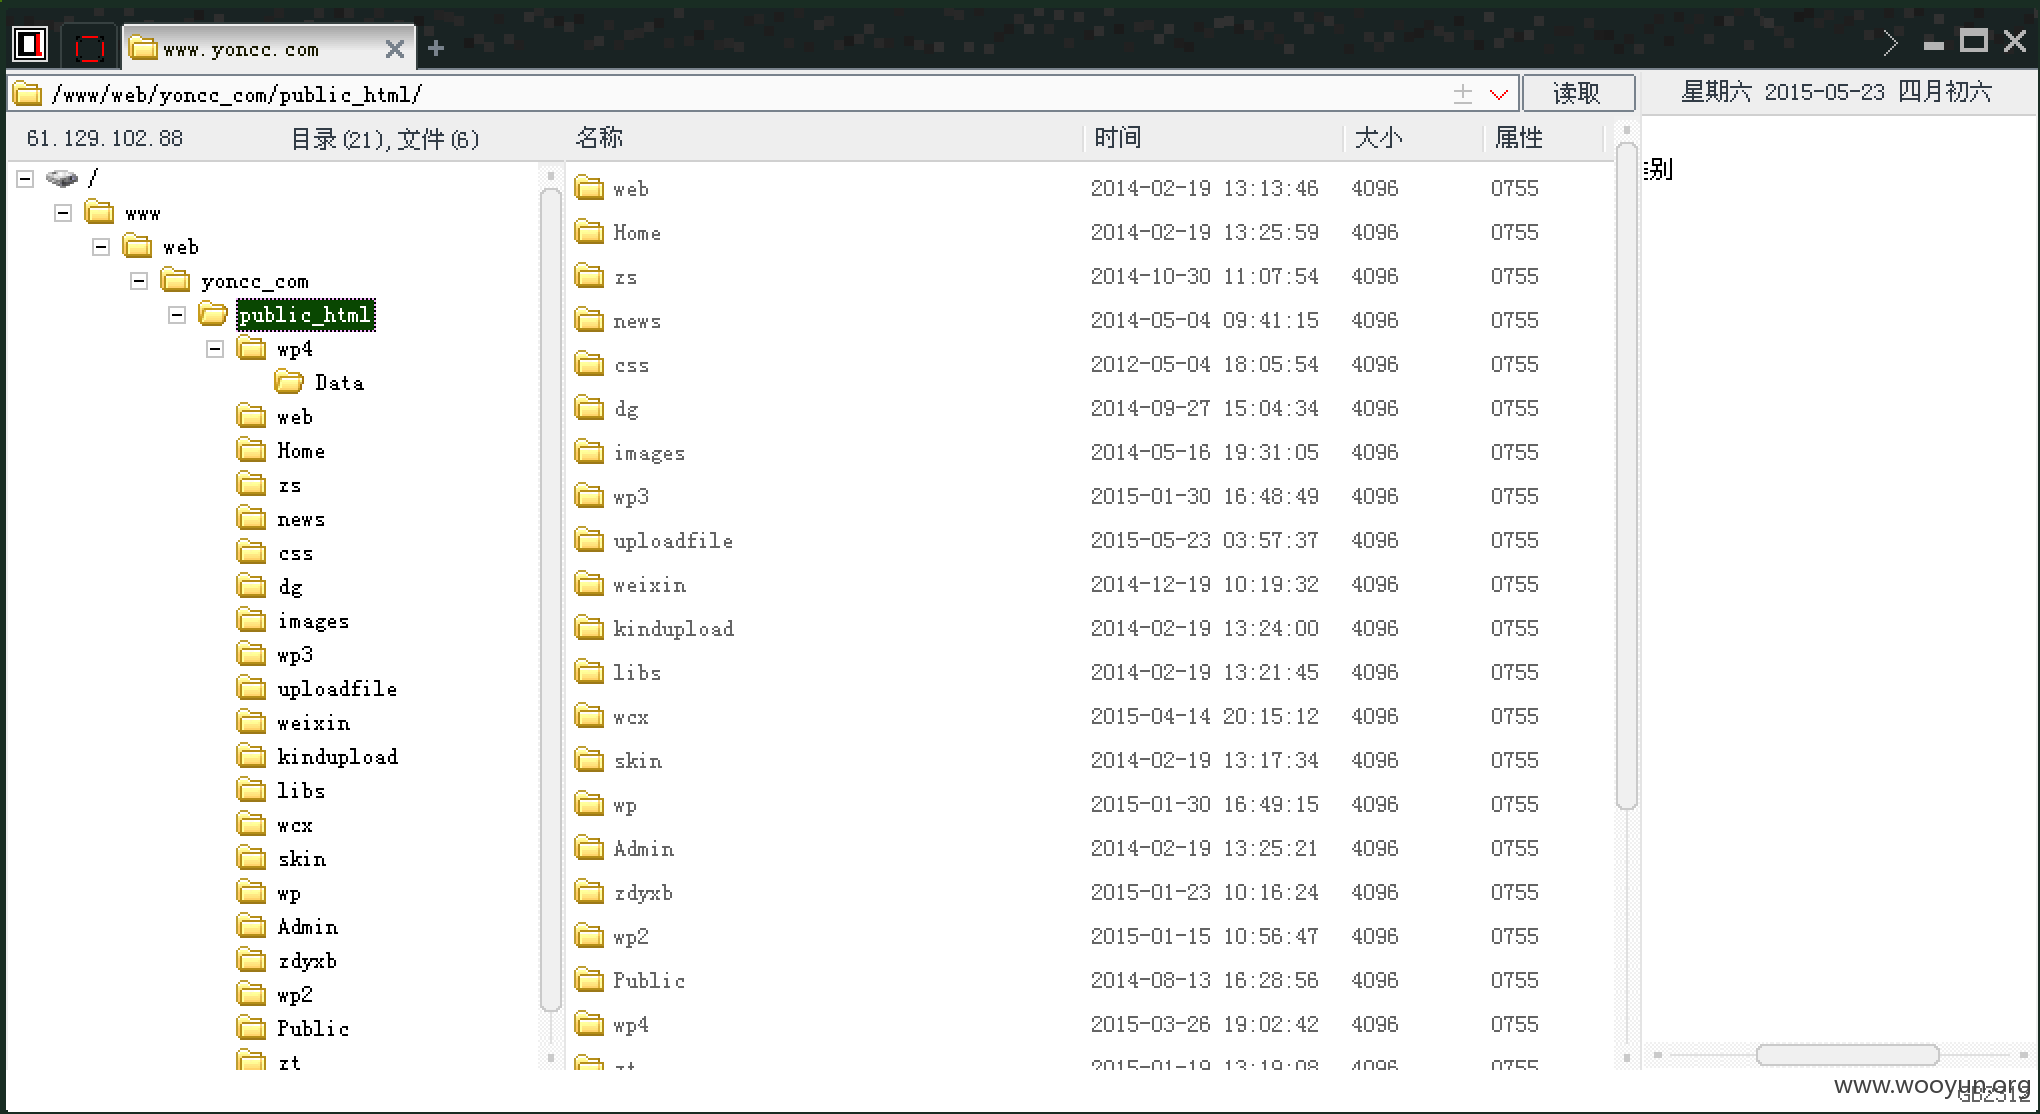 www.yoncc.com
/www/web/yoncc_com/public_html/
读取
星期六 2015-05-23 四月初六
61.129.102.88 目录(21),文件(6)
名称 时间 大小 属性
/
www
web
yoncc_com
public_html
wp4
Data
web
Home
zs
news
css
dg
images
wp3
uploadfile
weixin
kindupload
libs
wcx
skin
wp
Admin
zdyxb
wp2
Public
zt
web 2014-02-19 13:13:46 4096 0755
Home 2014-02-19 13:25:59 4096 0755
zs 2014-10-30 11:07:54 4096 0755
news 2014-05-04 09:41:15 4096 0755
css 2012-05-04 18:05:54 4096 0755
dg 2014-09-27 15:04:34 4096 0755
images 2014-05-16 19:31:05 4096 0755
wp3 2015-01-30 16:48:49 4096 0755
uploadfile 2015-05-23 03:57:37 4096 0755
weixin 2014-12-19 10:19:32 4096 0755
kindupload 2014-02-19 13:24:00 4096 0755
libs 2014-02-19 13:21:45 4096 0755
wcx 2015-04-14 20:15:12 4096 0755
skin 2014-02-19 13:17:34 4096 0755
wp 2015-01-30 16:49:15 4096 0755
Admin 2014-02-19 13:25:21 4096 0755
zdyxb 2015-01-23 10:16:24 4096 0755
wp2 2015-01-15 10:56:47 4096 0755
Public 2014-08-13 16:28:56 4096 0755
wp4 2015-03-26 19:02:42 4096 0755
zt 2015-01-19 13:19:08 4096 0755
别
www.wooyun.org
GB2312